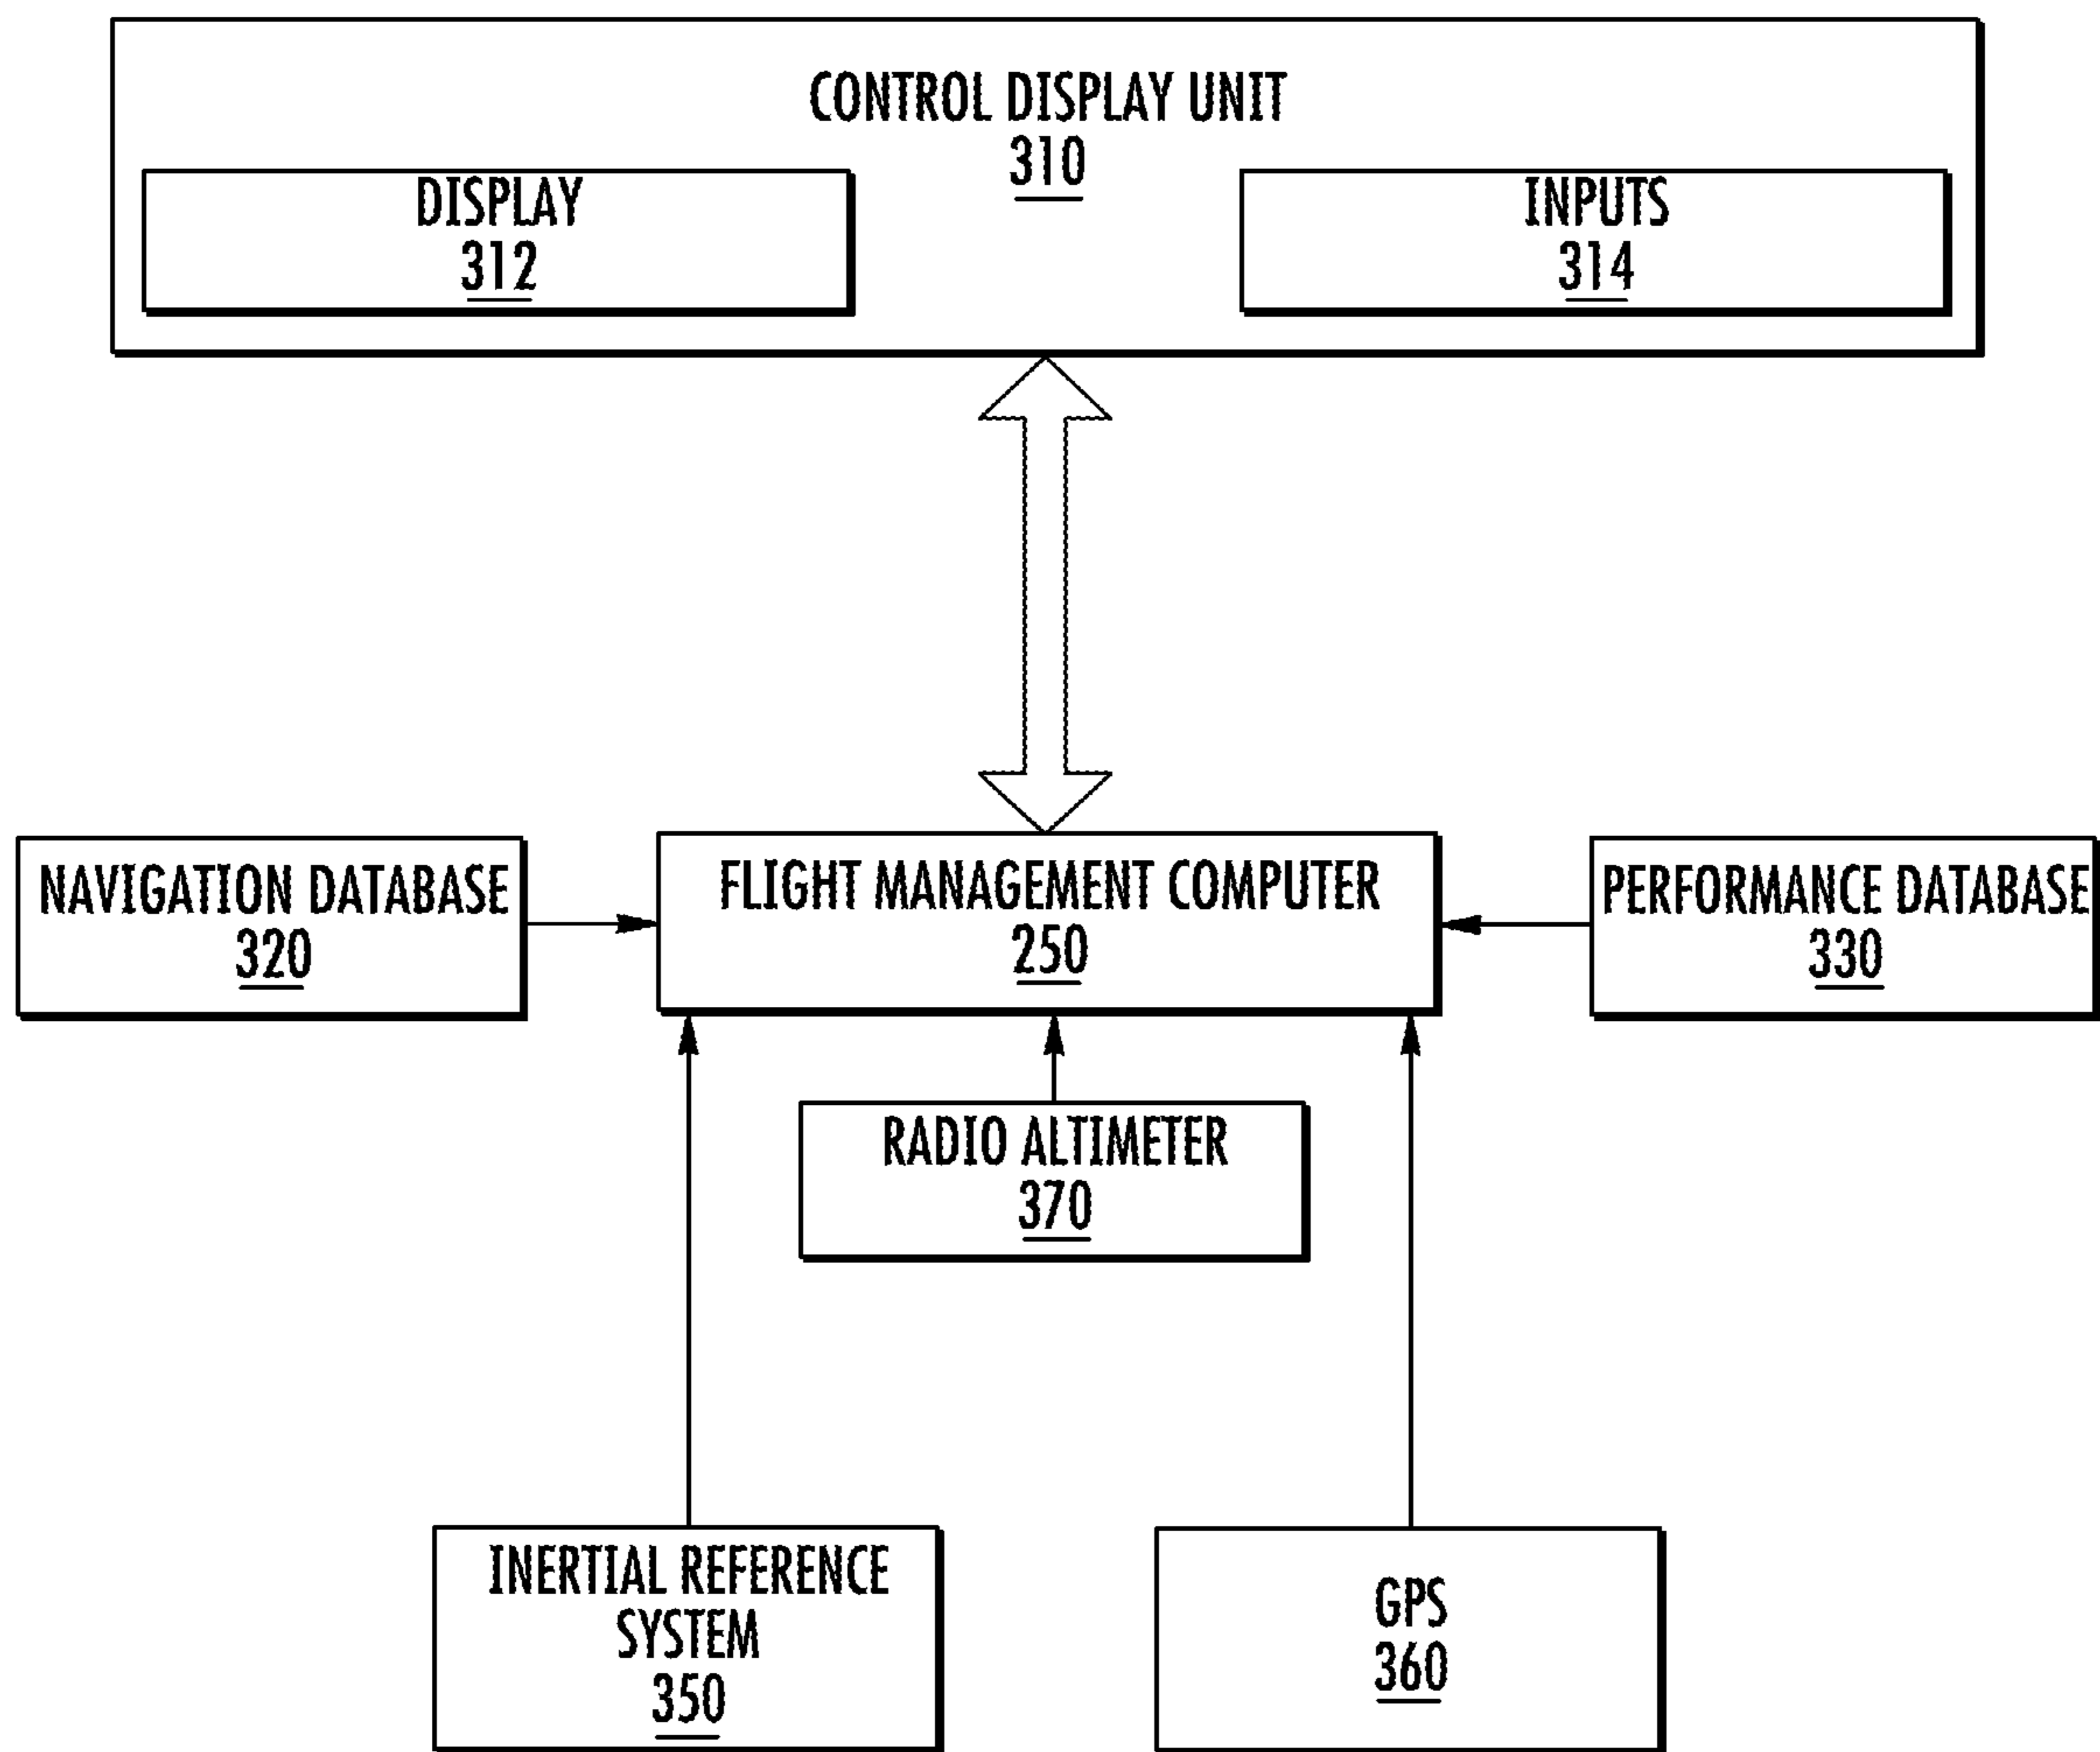 CONTROL DISPLAY UNIT
310
DISPLAY
312
INPUTS
314
NAVIGATION DATABASE
320
FLIGHT MANAGEMENT COMPUTER
250
PERFORMANCE DATABASE
330
RADIO ALTIMETER
370
INERTIAL REFERENCE
SYSTEM
350
GPS
360